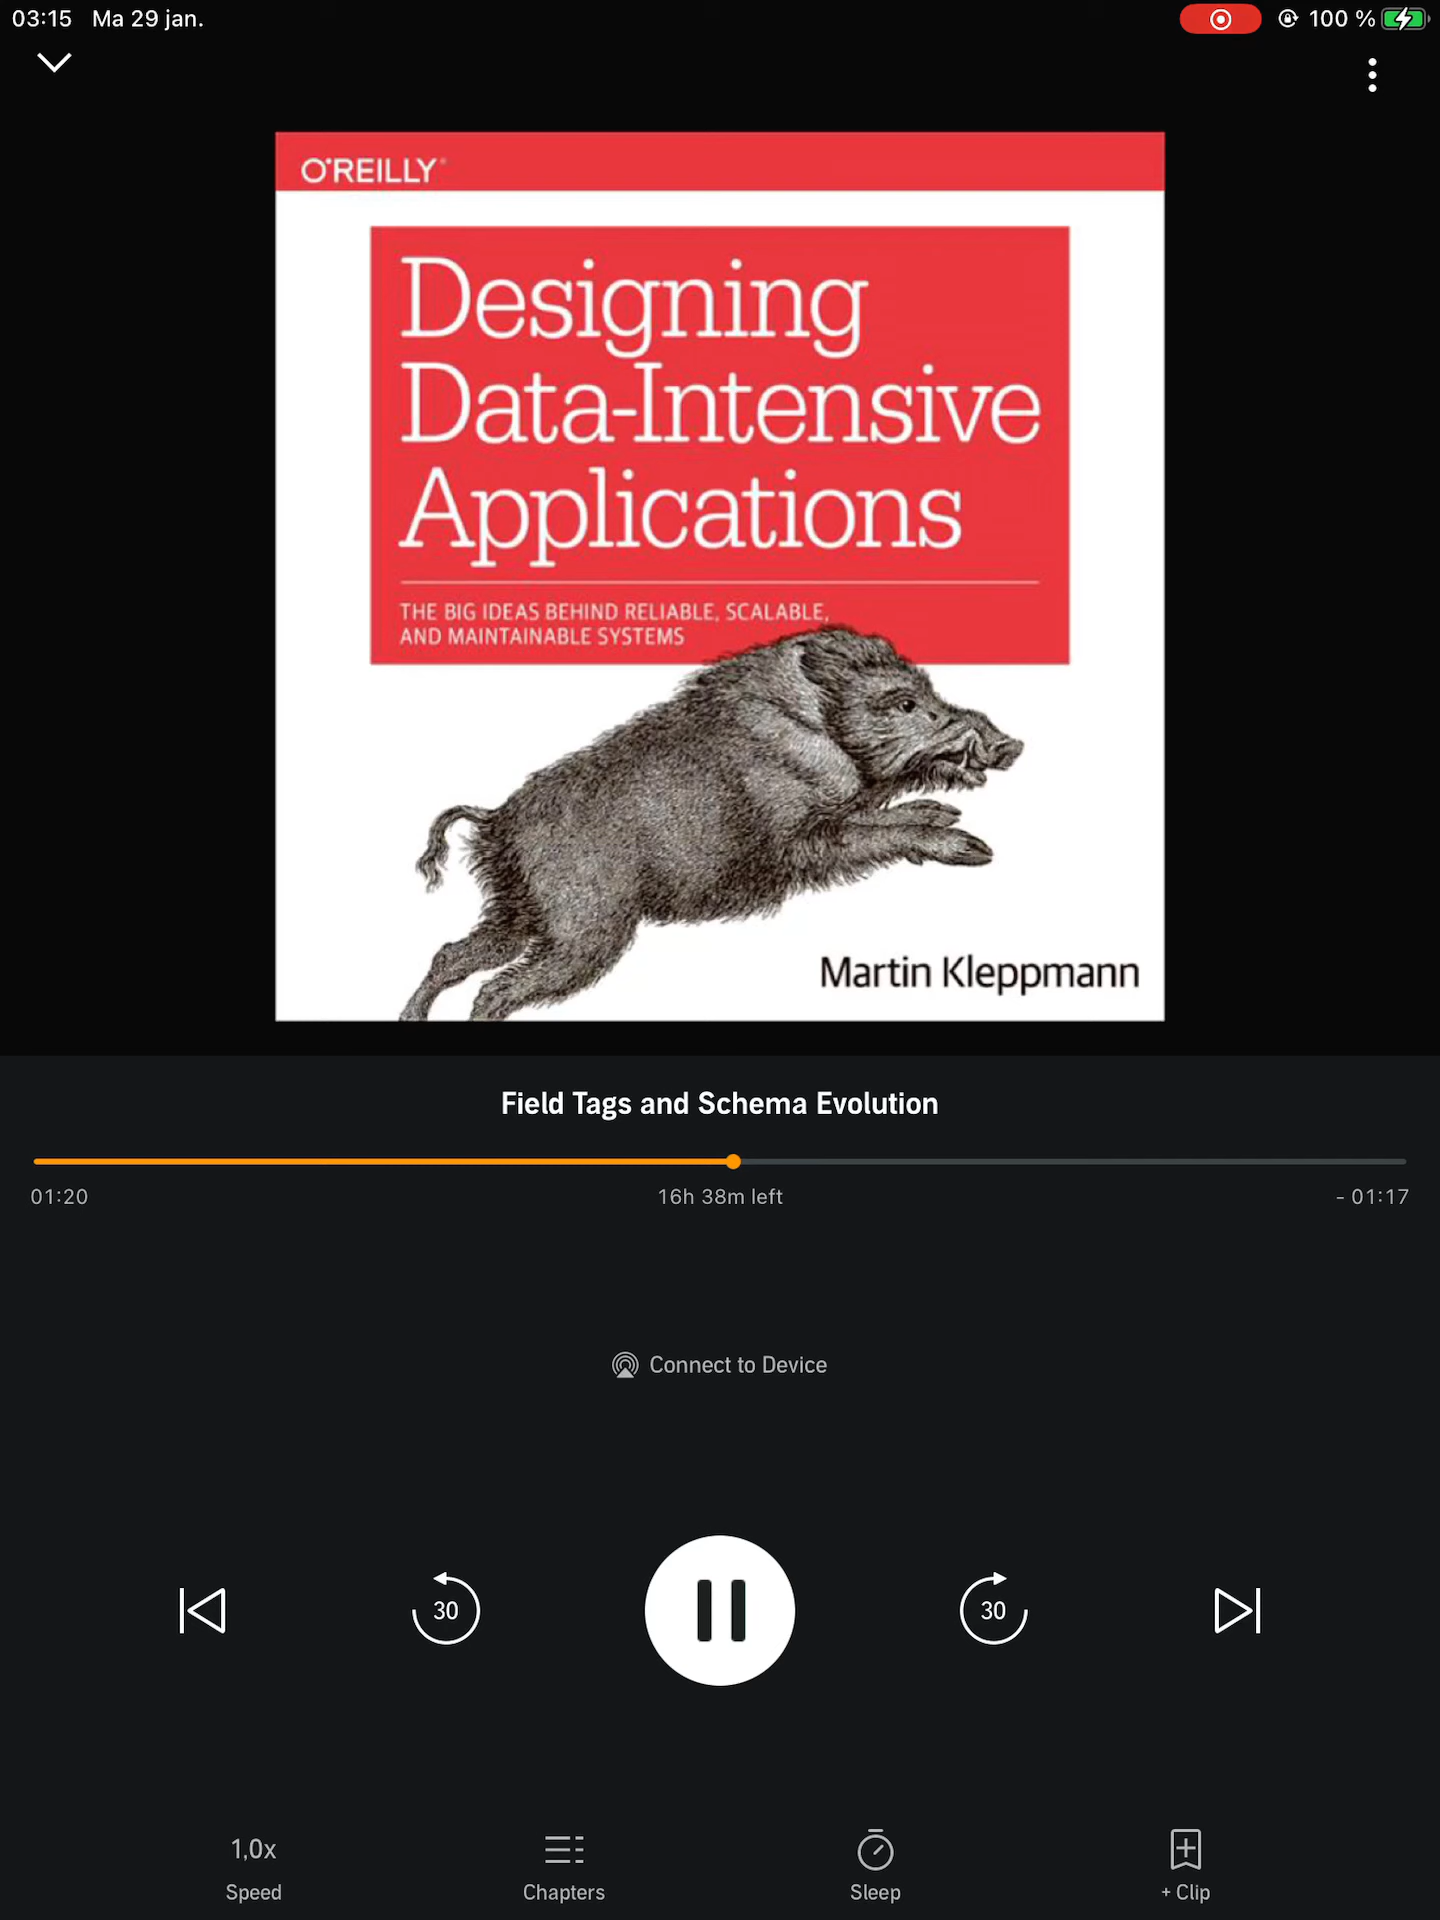 03:15 Ma 29 jan. 100 %
O'REILLY®
Designing
Data-Intensive
Applications
THE BIG IDEAS BEHIND RELIABLE, SCALABLE,
AND MAINTAINABLE SYSTEMS
Martin Kleppmann
Field Tags and Schema Evolution
01:20 16h 38m left - 01:17
Connect to Device
30 30
1,0x
Speed Chapters Sleep + Clip